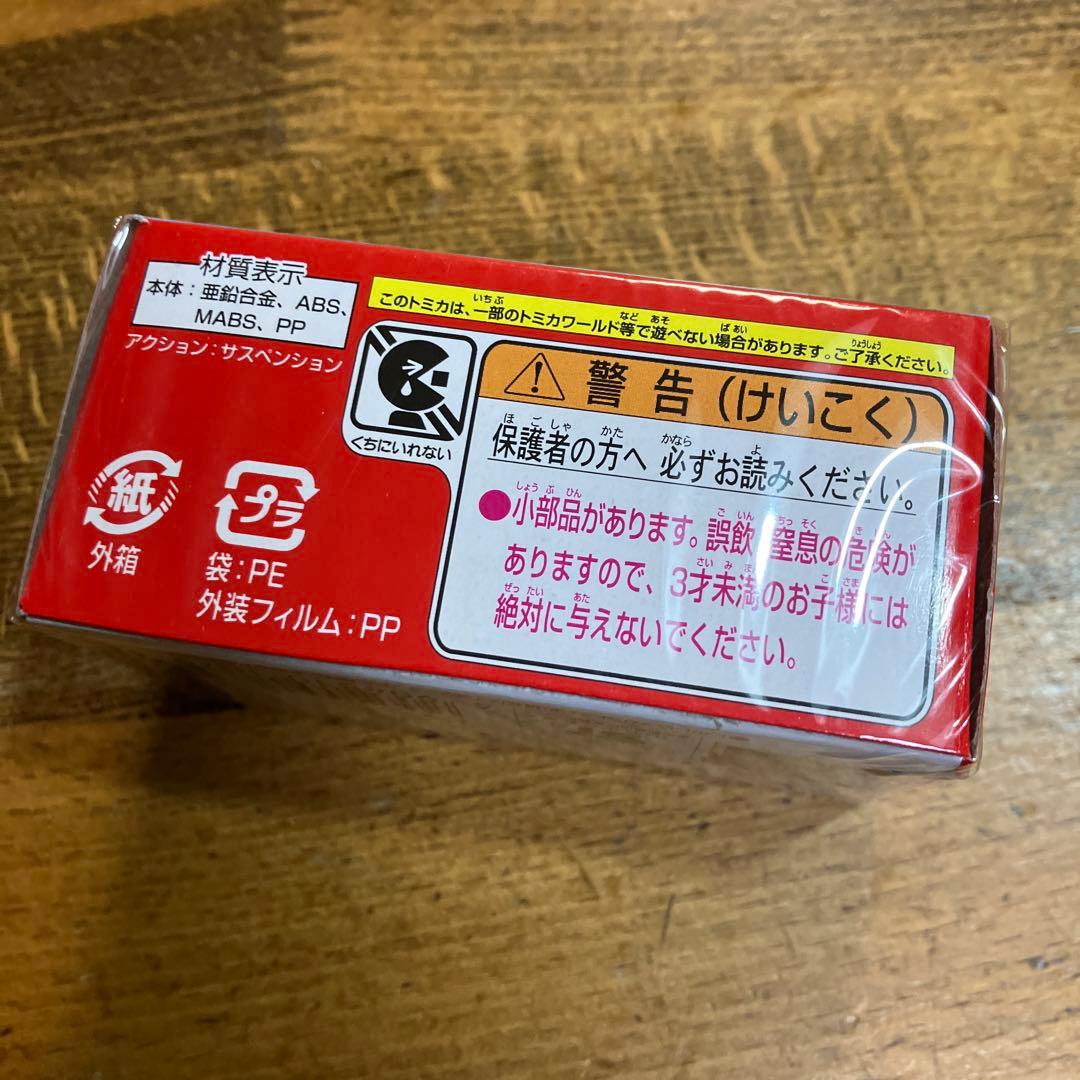 材質表示
本体：亜鉛合金、ABS、
MABS、PP
アクション：サスペンション
このトミカは、一部のトミカワールド等で遊べない場合があります。ご了承ください。
くちにいれない
警告（けいこく）
保護者の方へ 必ずお読みください。
●小部品があります。誤飲、窒息の危険が
ありますので、3才未満のお子様には
絶対に与えないでください。
紙
外箱
プラ
袋：PE
外装フィルム：PP